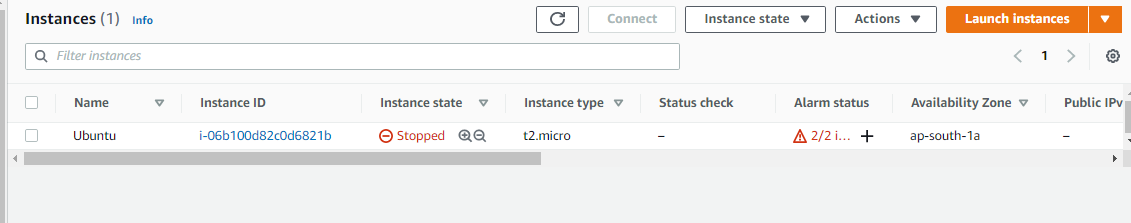 Instances (1) Info Connect Instance state Actions Launch instances
Filter instances 1
Name Instance ID Instance state Instance type Status check Alarm status Availability Zone Public IPv
Ubuntu i-06b100d82c0d6821b Stopped t2.micro – 2/2 i... ap-south-1a –